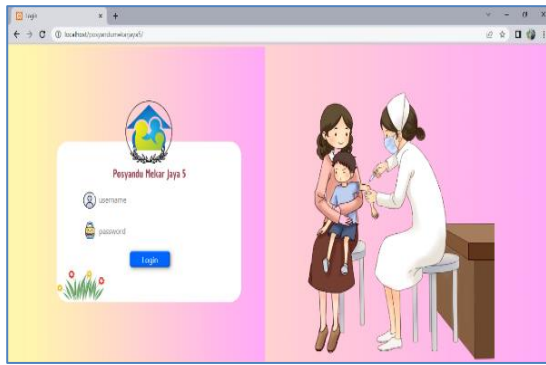 Login
localhost/posyandumekarjaya5/
Posyandu Mekar Jaya 5
username
password
Login